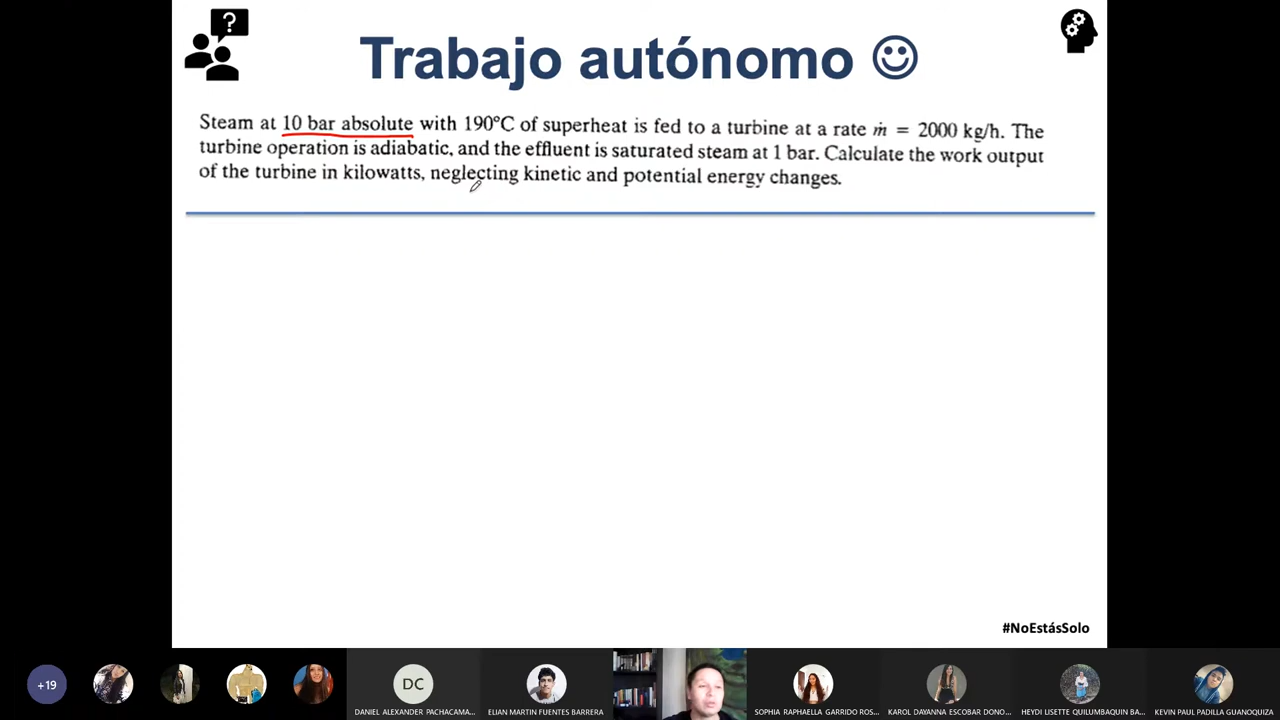 ?
Trabajo autónomo ☺
Steam at 10 bar absolute with 190°C of superheat is fed to a turbine at a rate ṁ = 2000 kg/h. The
turbine operation is adiabatic, and the effluent is saturated steam at 1 bar. Calculate the work output
of the turbine in kilowatts, neglecting kinetic and potential energy changes.
#NoEstásSolo
+19
DC
DANIEL ALEXANDER PACHACAMA...
ELIAN MARTIN FUENTES BARRERA
SOPHIA RAPHAELLA GARRIDO ROS...
KAROL DAYANNA ESCOBAR DONO...
HEYDI LISETTE QUILUMBAQUIN BA...
KEVIN PAUL PADILLA GUANOQUIZA